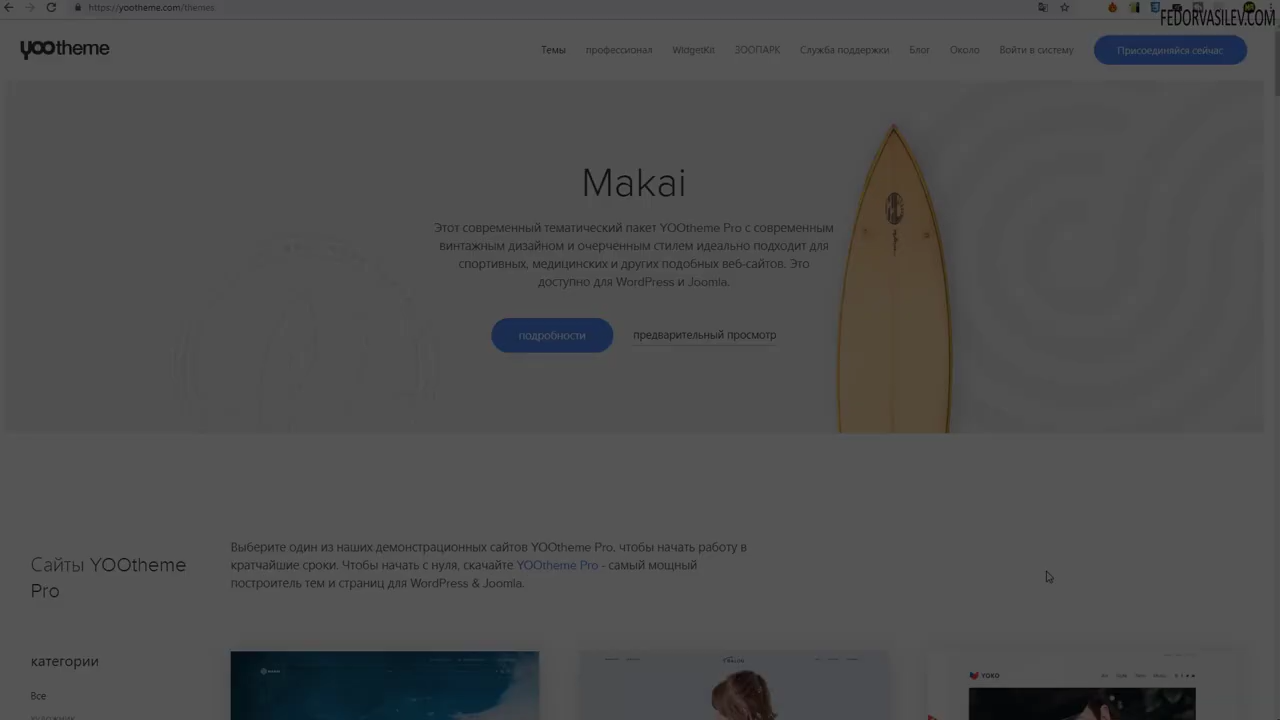 https://yootheme.com/themes
FEDORVASILEV.COM
yootheme
Темы
профессионал
WidgetKit
ЗООПАРК
Служба поддержки
Блог
Около
Войти в систему
Присоединяйся сейчас
Makai
Этот современный тематический пакет YOOtheme Pro с современным
винтажным дизайном и очерченным стилем идеально подходит для
спортивных, медицинских и других подобных веб-сайтов. Это
доступно для WordPress и Joomla.
подробности
предварительный просмотр
Сайты YOOtheme
Pro
Выберите один из наших демонстрационных сайтов YOOtheme Pro, чтобы начать работу в
кратчайшие сроки. Чтобы начать с нуля, скачайте YOOtheme Pro - самый мощный
построитель тем и страниц для WordPress & Joomla.
категории
Все
YOKO